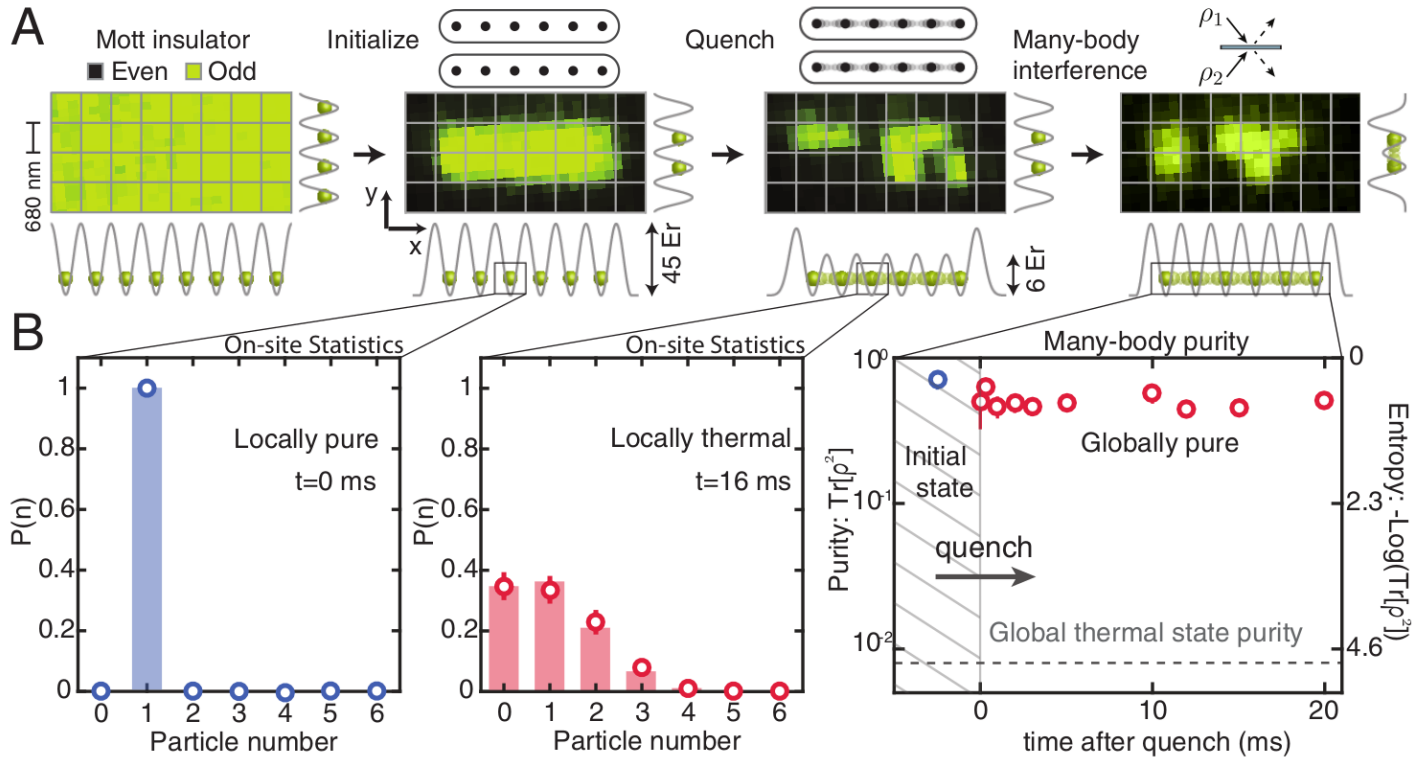 A
Mott insulator
Even Odd
Initialize
Quench
Many-body
interference
ρ1
ρ2
680 nm
y
x
45 Er
6 Er
B
On-site Statistics
Locally pure
t=0 ms
P(n)
1
0.8
0.6
0.4
0.2
0
0 1 2 3 4 5 6
Particle number
On-site Statistics
Locally thermal
t=16 ms
P(n)
1
0.8
0.6
0.4
0.2
0
0 1 2 3 4 5 6
Particle number
Many-body purity
Purity: Tr[ρ²]
10⁰
10⁻¹
10⁻²
Initial
state
Globally pure
quench
Global thermal state purity
0
2.3
4.6
Entropy: -Log(Tr[ρ²])
0 10 20
time after quench (ms)